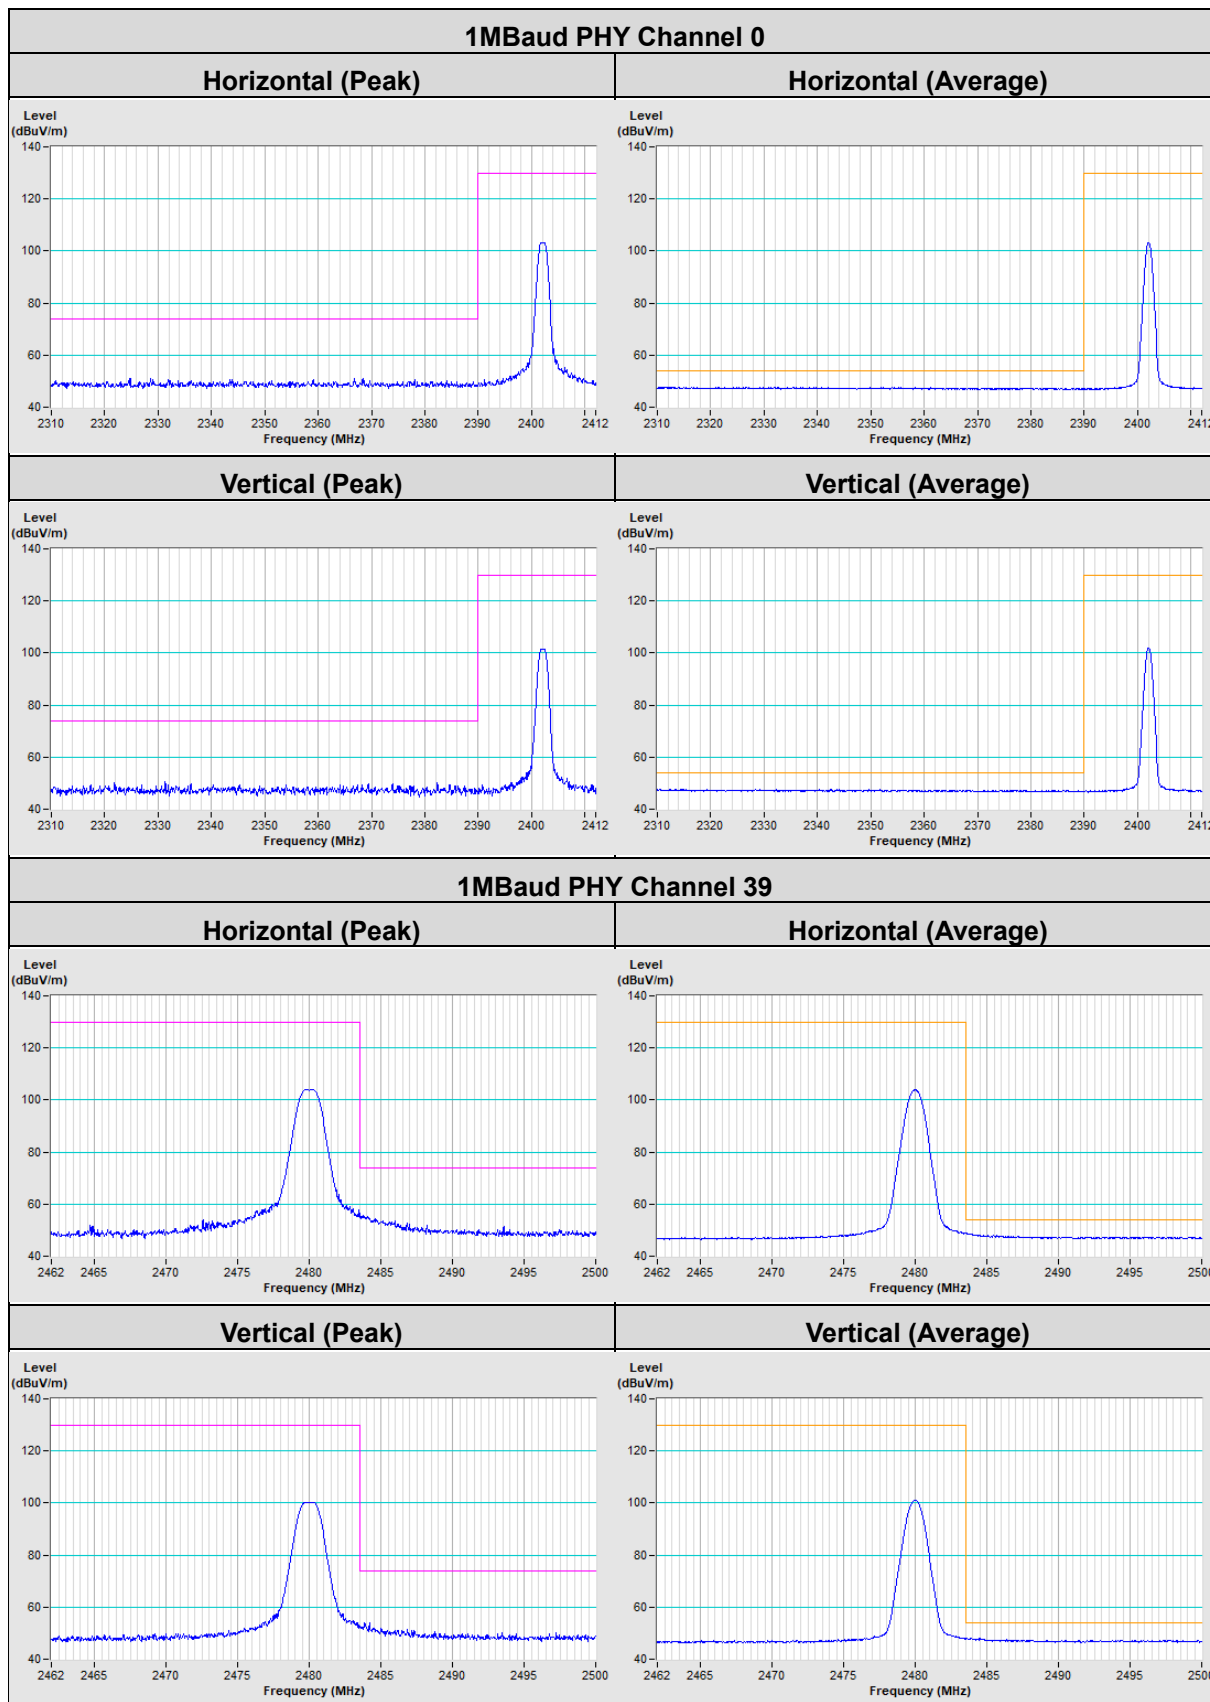 1MBaud PHY Channel 0
Horizontal (Peak)
Horizontal (Average)
Level
(dBuV/m)
140
120
100
80
60
40
2310 2320 2330 2340 2350 2360 2370 2380 2390 2400 2412
Frequency (MHz)
Level
(dBuV/m)
140
120
100
80
60
40
2310 2320 2330 2340 2350 2360 2370 2380 2390 2400 2412
Frequency (MHz)
Vertical (Peak)
Vertical (Average)
Level
(dBuV/m)
140
120
100
80
60
40
2310 2320 2330 2340 2350 2360 2370 2380 2390 2400 2412
Frequency (MHz)
Level
(dBuV/m)
140
120
100
80
60
40
2310 2320 2330 2340 2350 2360 2370 2380 2390 2400 2412
Frequency (MHz)
1MBaud PHY Channel 39
Horizontal (Peak)
Horizontal (Average)
Level
(dBuV/m)
140
120
100
80
60
40
2462 2465 2470 2475 2480 2485 2490 2495 2500
Frequency (MHz)
Level
(dBuV/m)
140
120
100
80
60
40
2462 2465 2470 2475 2480 2485 2490 2495 2500
Frequency (MHz)
Vertical (Peak)
Vertical (Average)
Level
(dBuV/m)
140
120
100
80
60
40
2462 2465 2470 2475 2480 2485 2490 2495 2500
Frequency (MHz)
Level
(dBuV/m)
140
120
100
80
60
40
2462 2465 2470 2475 2480 2485 2490 2495 2500
Frequency (MHz)